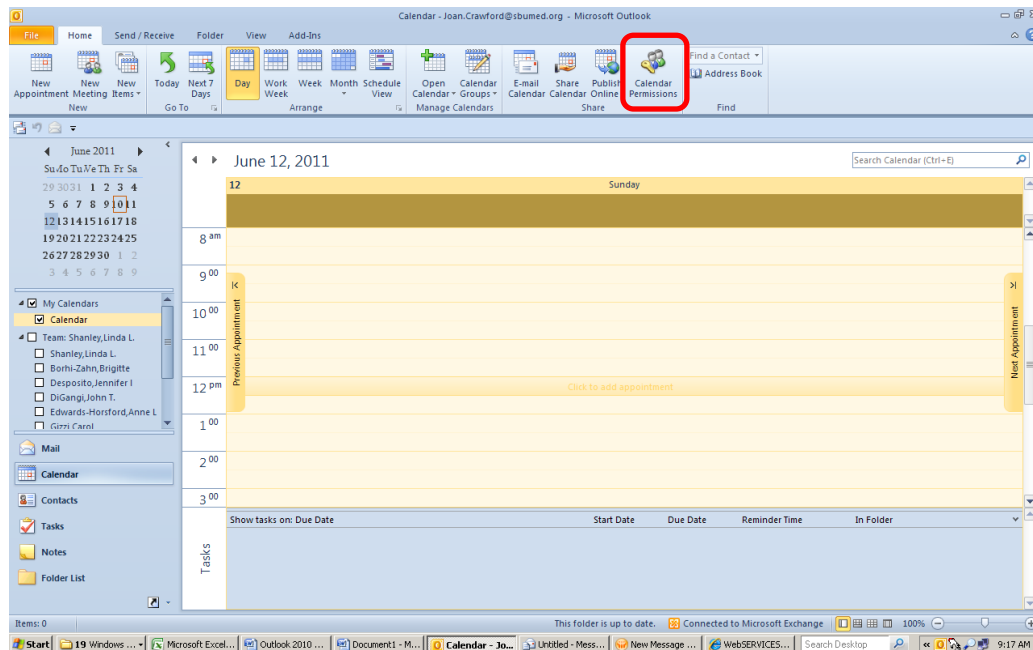 Calendar - Joan.Crawford@sbumed.org - Microsoft Outlook
File Home Send / Receive Folder View Add-Ins
New Appointment
New Meeting
New Items
Today
Next 7 Days
Day
Work Week
Week
Month
Schedule View
Open Calendar
Calendar Groups
E-mail Calendar
Share Calendar
Publish Online
Calendar Permissions
Find a Contact
Address Book
New Go To Arrange Manage Calendars Share Find
June 2011
Su Mo Tu We Th Fr Sa
29 30 31 1 2 3 4
5 6 7 8 9 10 11
12 13 14 15 16 17 18
19 20 21 22 23 24 25
26 27 28 29 30 1 2
3 4 5 6 7 8 9
My Calendars
Calendar
Team: Shanley,Linda L.
Shanley,Linda L.
Borhi-Zahn,Brigitte
Desposito,Jennifer I
DiGangi,John T.
Edwards-Horsford,Anne L
Gizzi Carol
Mail
Calendar
Contacts
Tasks
Notes
Folder List
June 12, 2011
Search Calendar (Ctrl+E)
12 Sunday
8 am
9 00
10 00
11 00
12 pm
1 00
2 00
3 00
Previous Appointment
Click to add appointment
Next Appointment
Show tasks on: Due Date Start Date Due Date Reminder Time In Folder
Tasks
Items: 0 This folder is up to date. Connected to Microsoft Exchange 100%
Start 19 Windows ... Microsoft Excel... Outlook 2010 ... Document1 - M... Calendar - Jo... Untitled - Mess... New Message ... WebSERVICES... Search Desktop 9:17 AM